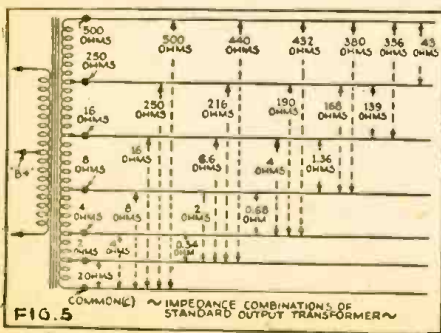 500
OHMS
250
OHMS
16
OHMS
8
OHMS
4
OHMS
2
OHMS
2 OHMS
"B+"
500
OHMS
440
OHMS
432
OHMS
380
OHMS
356
OHMS
43
OHMS
250
OHMS
216
OHMS
190
OHMS
168
OHMS
139
OHMS
16
OHMS
6.6
OHMS
4
OHMS
1.36
OHMS
8
OHMS
2
OHMS
0.68
OHM
4
OHMS
0.34
OHM
COMMON(C)
~ IMPEDANCE COMBINATIONS OF
STANDARD OUTPUT TRANSFORMER ~
FIG.5